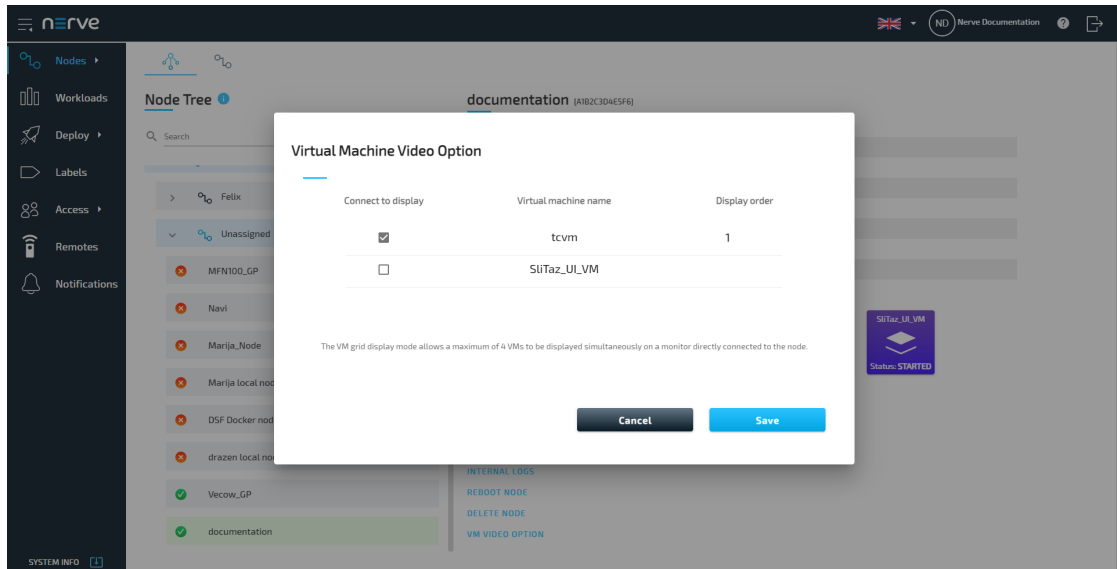 nerve
ND Nerve Documentation
Nodes
Workloads
Deploy
Labels
Access
Remotes
Notifications
SYSTEM INFO
Node Tree
Search
Felix
Unassigned
MFN100_GP
Navi
Marija_Node
Marija local nod
DSF Docker nod
drazen local no
Vecow_GP
documentation
documentation [A1B2C3D4E5F6]
Virtual Machine Video Option
Connect to display Virtual machine name Display order
tcvm 1
SliTaz_UI_VM
The VM grid display mode allows a maximum of 4 VMs to be displayed simultaneously on a monitor directly connected to the node.
Cancel Save
SliTaz_UI_VM
Status: STARTED
INTERNAL LOGS
REBOOT NODE
DELETE NODE
VM VIDEO OPTION